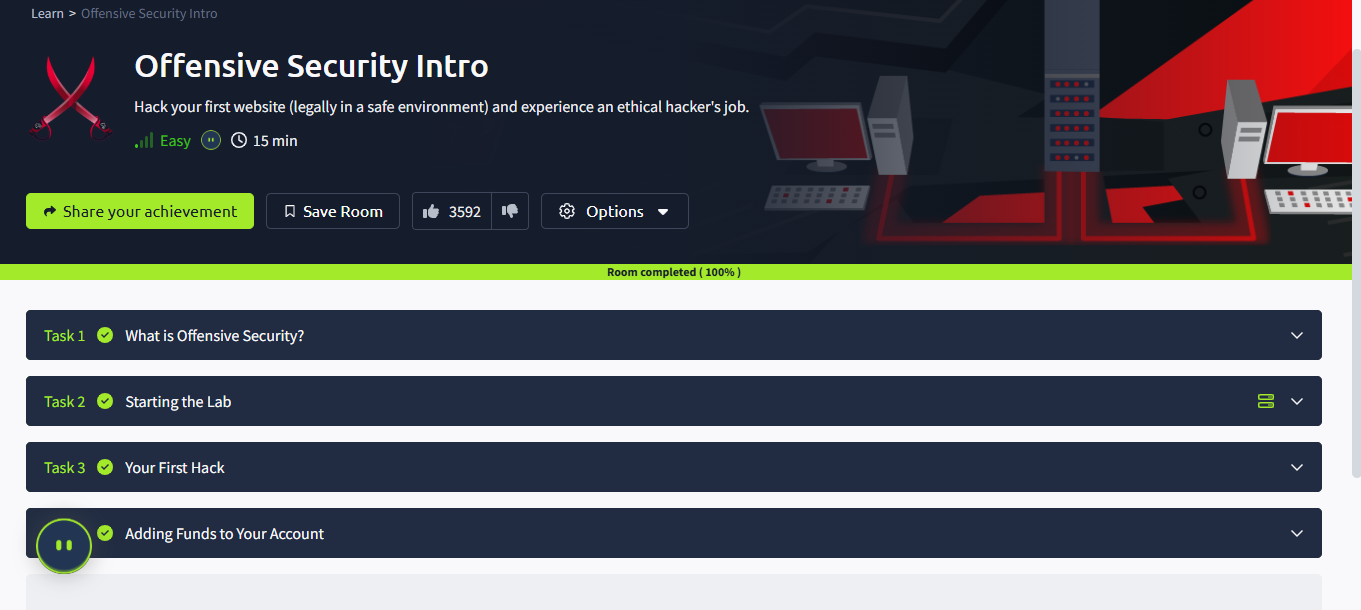 Learn > Offensive Security Intro
Offensive Security Intro
Hack your first website (legally in a safe environment) and experience an ethical hacker's job.
Easy 15 min
Share your achievement Save Room 3592 Options
Room completed ( 100% )
Task 1 What is Offensive Security?
Task 2 Starting the Lab
Task 3 Your First Hack
Adding Funds to Your Account